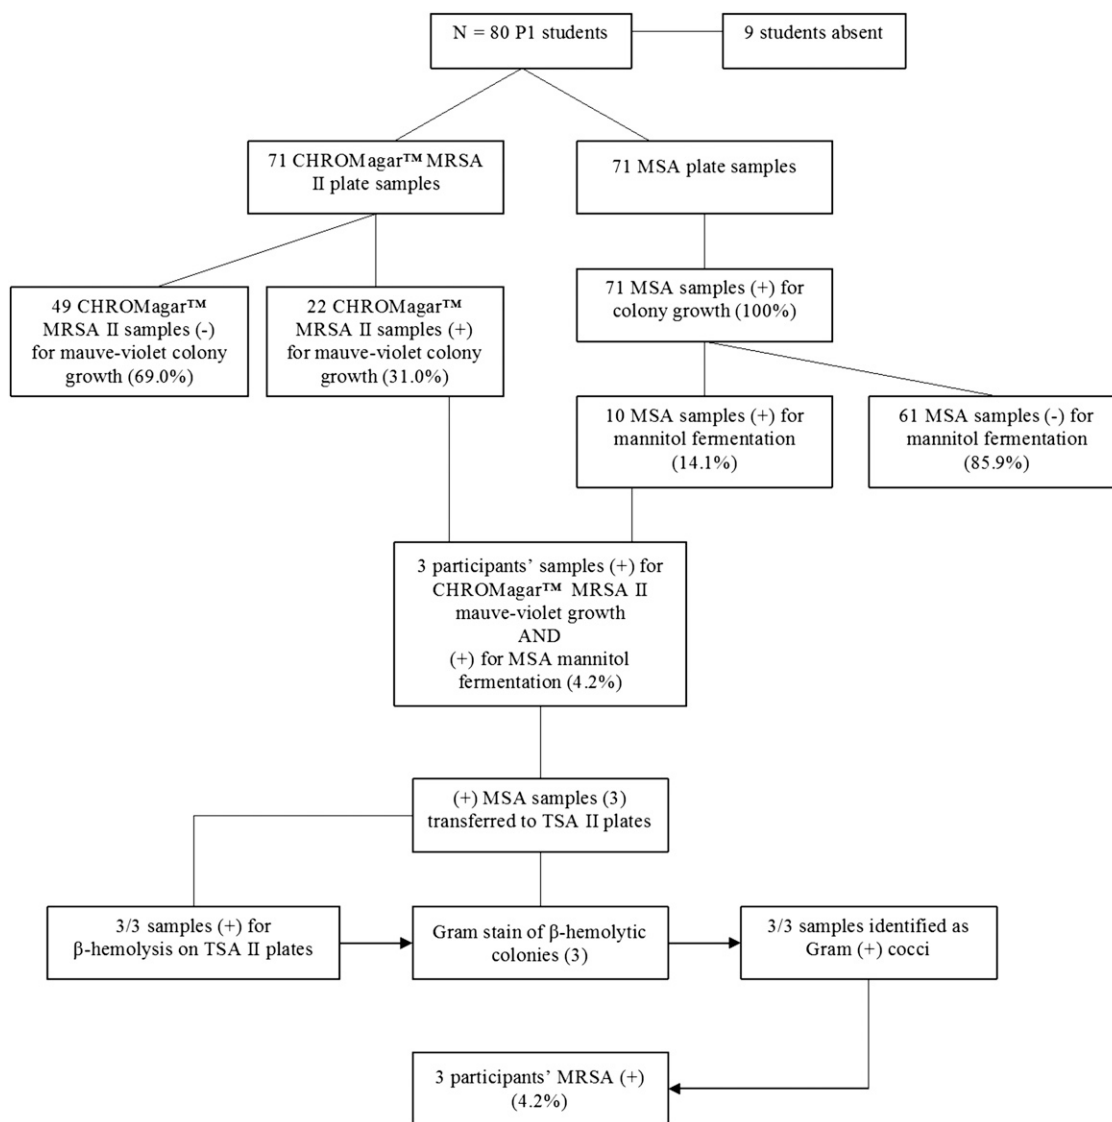 N = 80 P1 students
9 students absent
71 CHROMagar™ MRSA
II plate samples
71 MSA plate samples
49 CHROMagar™
MRSA II samples (-)
for mauve-violet colony
growth (69.0%)
22 CHROMagar™
MRSA II samples (+)
for mauve-violet colony
growth (31.0%)
71 MSA samples (+) for
colony growth (100%)
10 MSA samples (+) for
mannitol fermentation
(14.1%)
61 MSA samples (-) for
mannitol fermentation
(85.9%)
3 participants’ samples (+) for
CHROMagar™ MRSA II
mauve-violet growth
AND
(+) for MSA mannitol
fermentation (4.2%)
(+) MSA samples (3)
transferred to TSA II plates
3/3 samples (+) for
β-hemolysis on TSA II plates
Gram stain of β-hemolytic
colonies (3)
3/3 samples identified as
Gram (+) cocci
3 participants’ MRSA (+)
(4.2%)